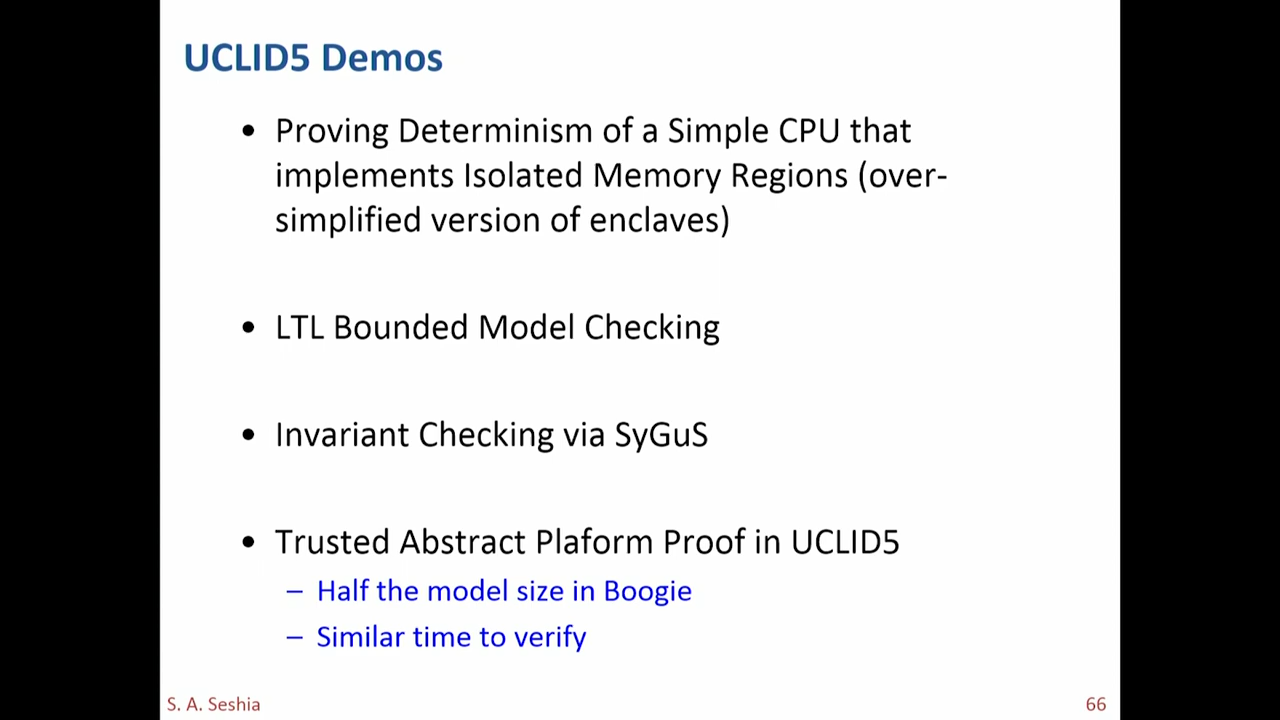 UCLID5 Demos
• Proving Determinism of a Simple CPU that
implements Isolated Memory Regions (over-
simplified version of enclaves)
• LTL Bounded Model Checking
• Invariant Checking via SyGuS
• Trusted Abstract Plaform Proof in UCLID5
– Half the model size in Boogie
– Similar time to verify
S. A. Seshia
66